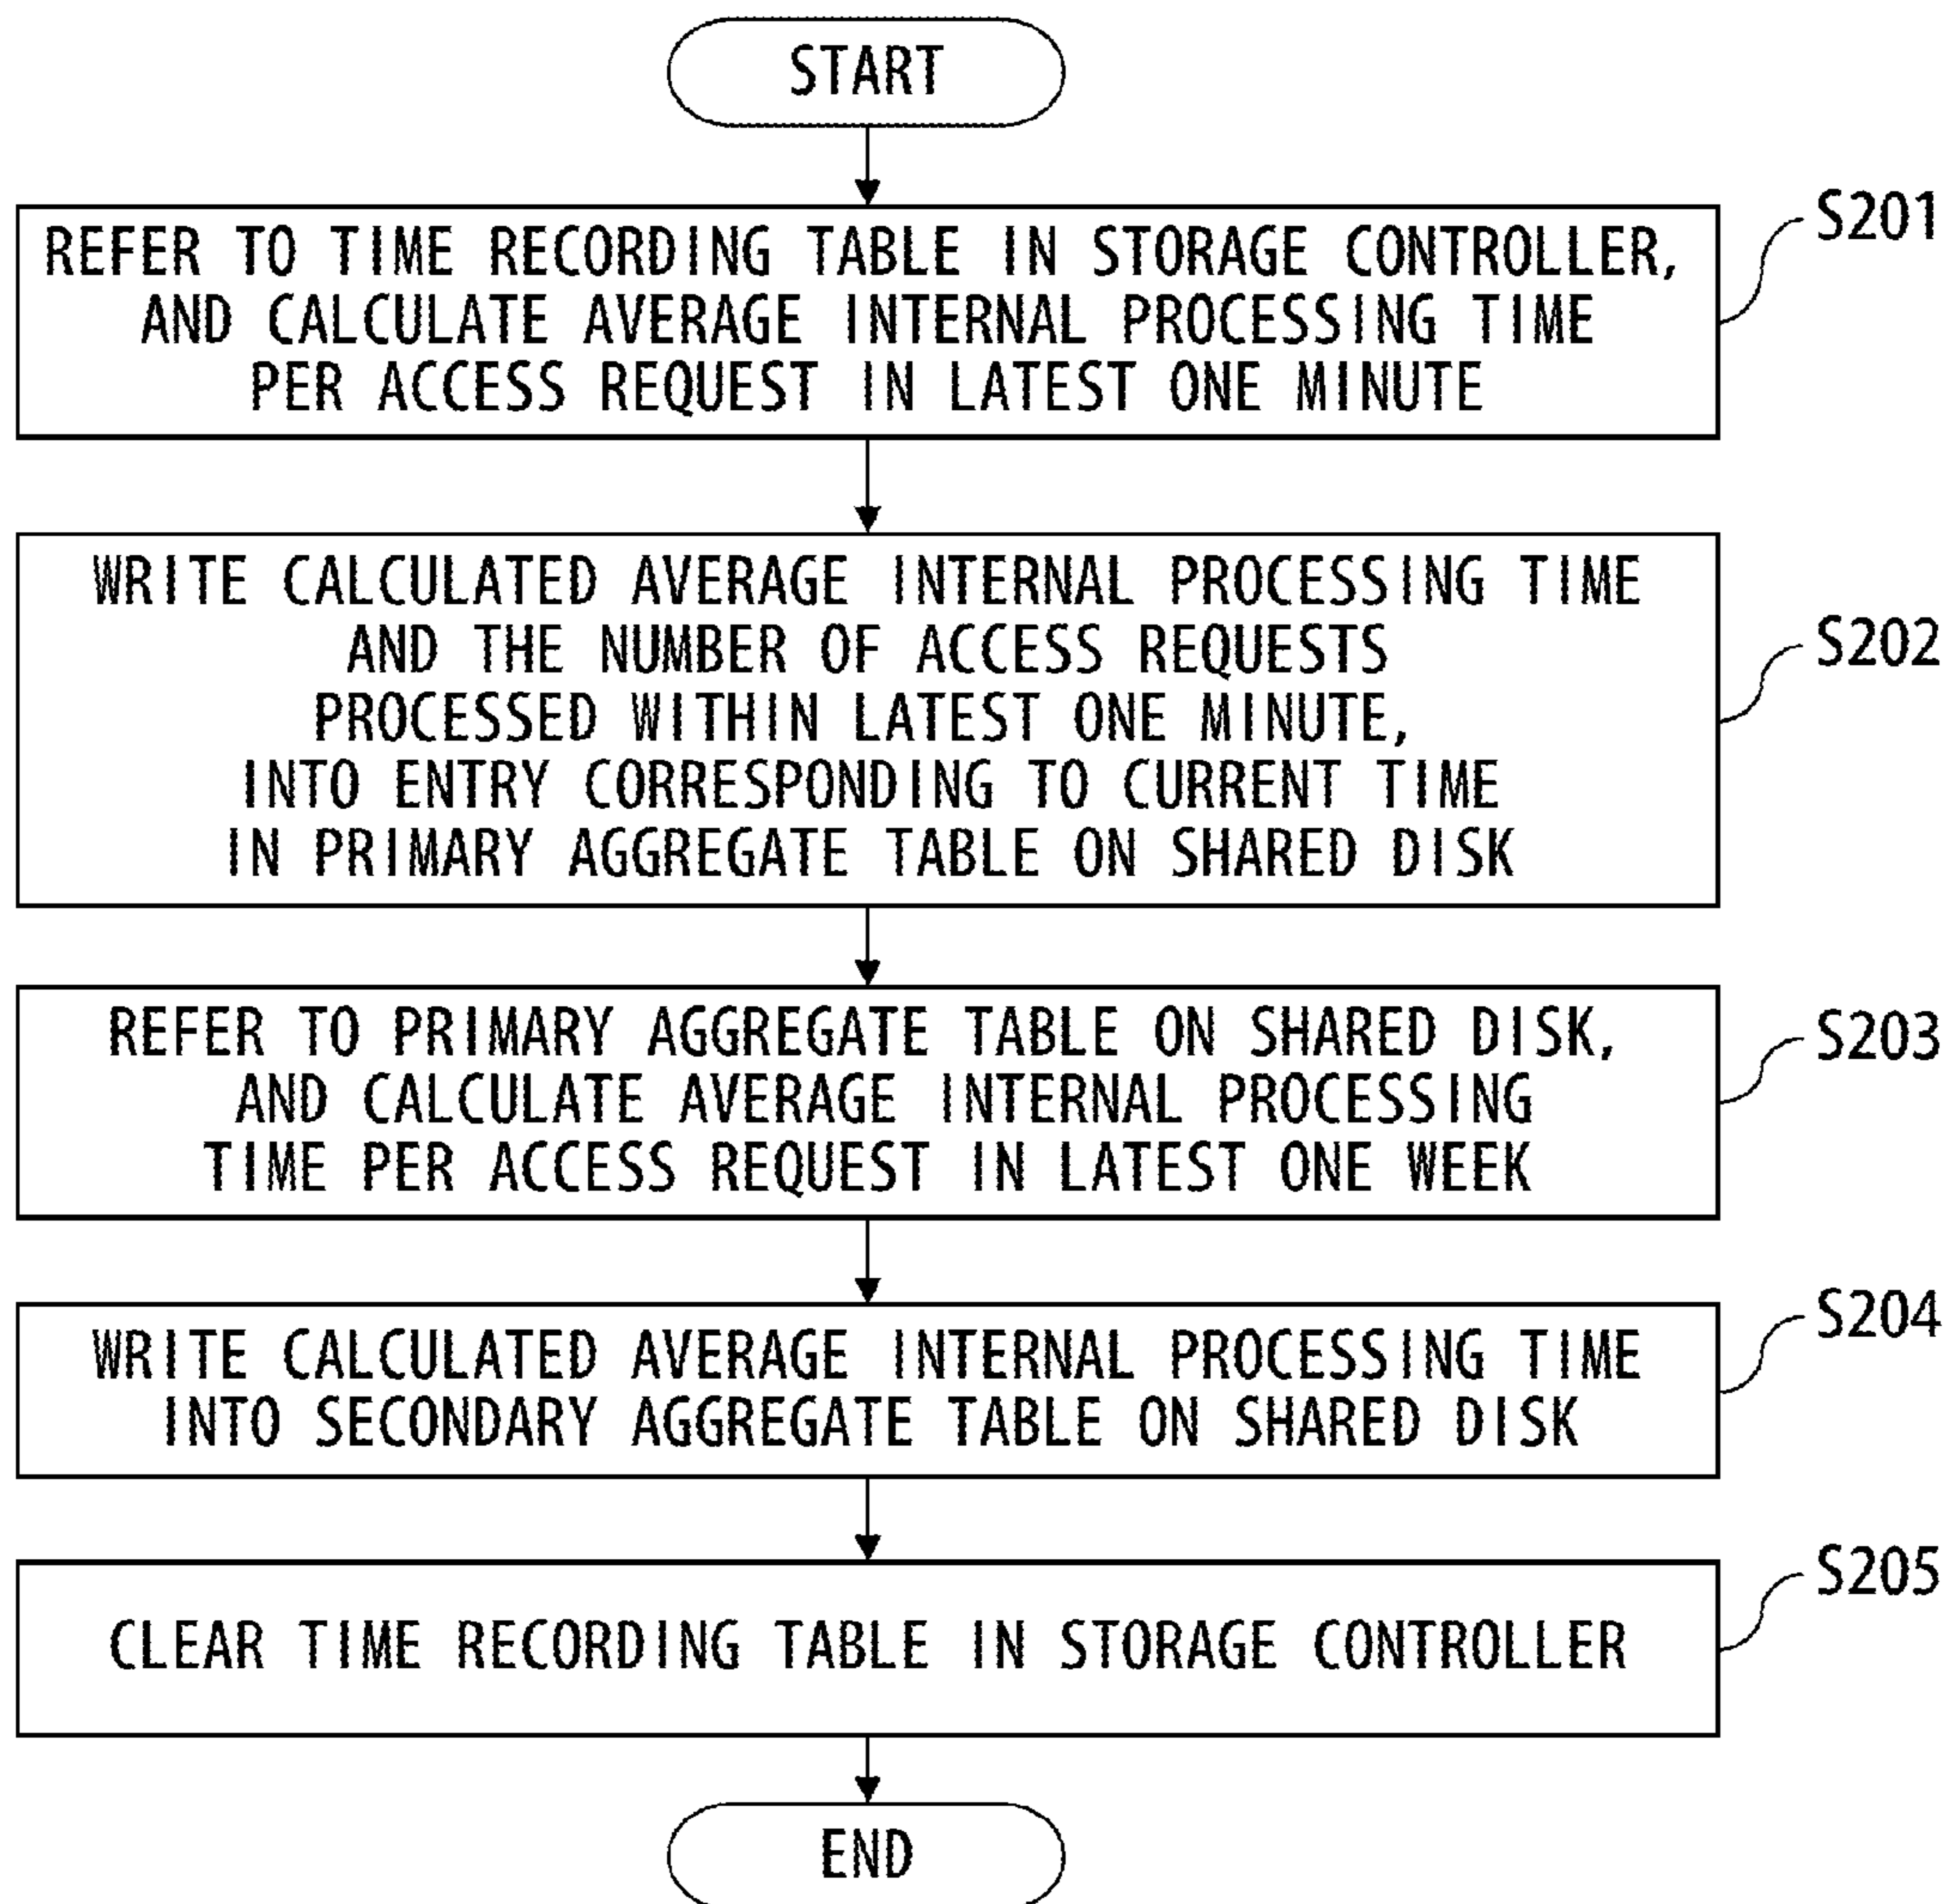 START
REFER TO TIME RECORDING TABLE IN STORAGE CONTROLLER,
AND CALCULATE AVERAGE INTERNAL PROCESSING TIME
PER ACCESS REQUEST IN LATEST ONE MINUTE
S201
WRITE CALCULATED AVERAGE INTERNAL PROCESSING TIME
AND THE NUMBER OF ACCESS REQUESTS
PROCESSED WITHIN LATEST ONE MINUTE,
INTO ENTRY CORRESPONDING TO CURRENT TIME
IN PRIMARY AGGREGATE TABLE ON SHARED DISK
S202
REFER TO PRIMARY AGGREGATE TABLE ON SHARED DISK,
AND CALCULATE AVERAGE INTERNAL PROCESSING
TIME PER ACCESS REQUEST IN LATEST ONE WEEK
S203
WRITE CALCULATED AVERAGE INTERNAL PROCESSING TIME
INTO SECONDARY AGGREGATE TABLE ON SHARED DISK
S204
CLEAR TIME RECORDING TABLE IN STORAGE CONTROLLER
S205
END